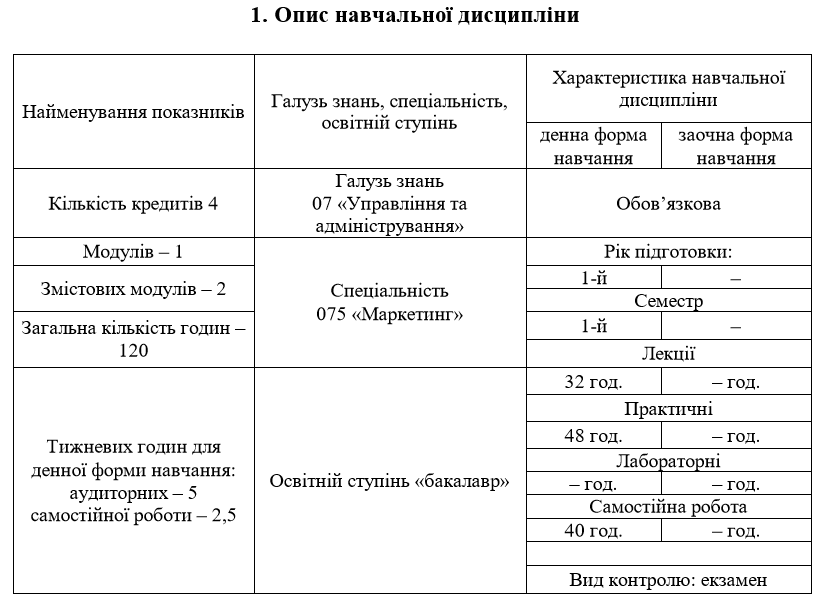 1. Опис навчальної дисципліни
Найменування показників
Галузь знань, спеціальність,
освітній ступінь
Характеристика навчальної
дисципліни
денна форма
навчання
заочна форма
навчання
Кількість кредитів 4
Галузь знань
07 «Управління та
адміністрування»
Обов’язкова
Модулів – 1
Змістових модулів – 2
Загальна кількість годин –
120
Спеціальність
075 «Маркетинг»
Рік підготовки:
1-й
–
Семестр
1-й
–
Лекції
Тижневих годин для
денної форми навчання:
аудиторних – 5
самостійної роботи – 2,5
Освітній ступінь «бакалавр»
32 год.
– год.
Практичні
48 год.
– год.
Лабораторні
– год.
– год.
Самостійна робота
40 год.
– год.
Вид контролю: екзамен